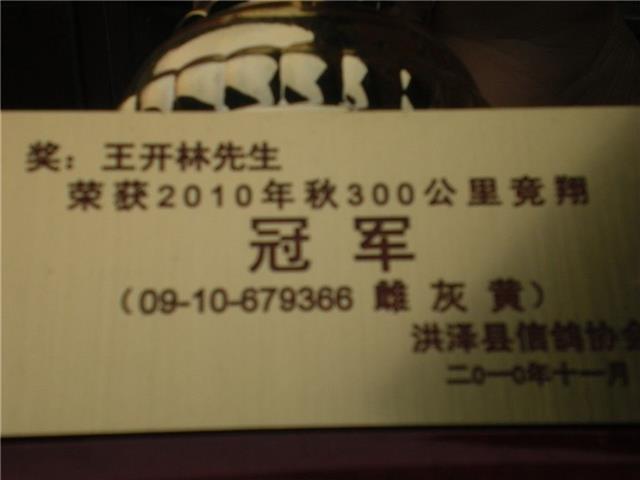 奖：王开林先生
荣获2010年秋300公里竞翔
冠军
（09-10-679366 雌 灰 黄）
洪泽县信鸽协会
二0一0年十一月